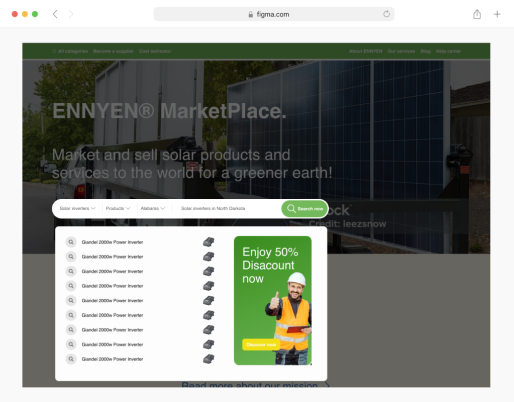 figma.com
All categories Become a supplier Cost estimator
About ENNYEN Our services Blog Help center
ENNYEN® MarketPlace.
Market and sell solar products and
services to the world for a greener earth!
Solar inverters Products Alabama Solar inverters in North Dakota Search now
ock
Credit: leezsnow
Giandel 2000w Power Inverter
Giandel 2000w Power Inverter
Giandel 2000w Power Inverter
Giandel 2000w Power Inverter
Giandel 2000w Power Inverter
Giandel 2000w Power Inverter
Giandel 2000w Power Inverter
Giandel 2000w Power Inverter
Giandel 2000w Power Inverter
Enjoy 50%
Disacount
now
Discover now
Read more about our mission